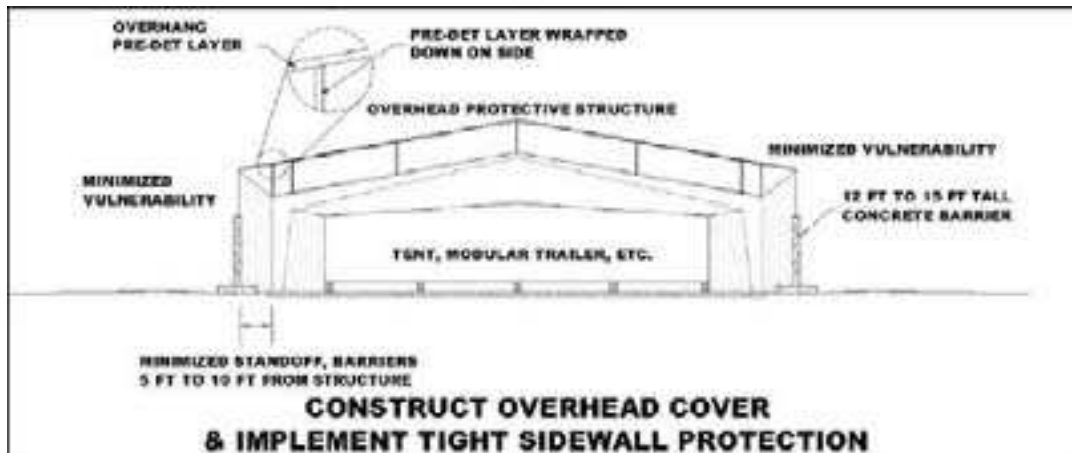 OVERHANG
PRE-DET LAYER
PRE-DET LAYER WRAPPED
DOWN ON SIDE
OVERHEAD PROTECTIVE STRUCTURE
MINIMIZED VULNERABILITY
MINIMIZED
VULNERABILITY
12 FT TO 15 FT TALL
CONCRETE BARRIER
TENT, MODULAR TRAILER, ETC.
MINIMIZED STANDOFF, BARRIERS
5 FT TO 10 FT FROM STRUCTURE
CONSTRUCT OVERHEAD COVER
& IMPLEMENT TIGHT SIDEWALL PROTECTION